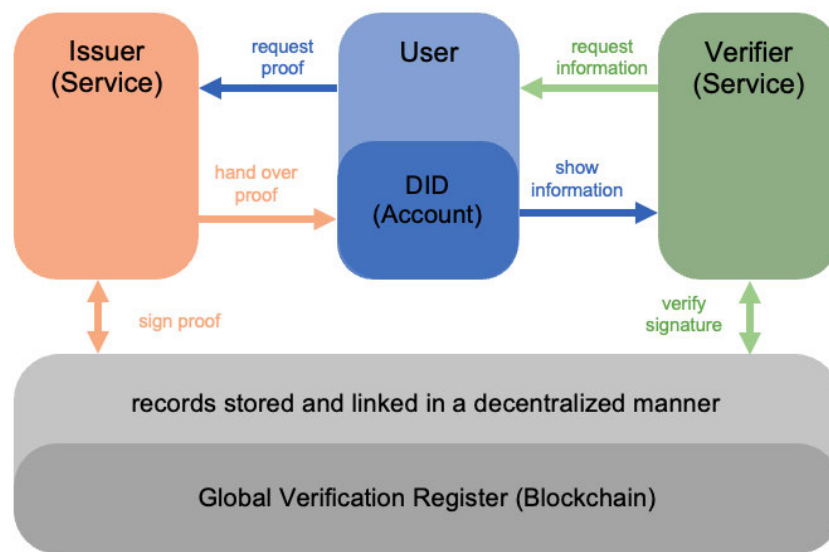 Issuer
(Service)
request
proof
User
request
information
Verifier
(Service)
hand over
proof
DID
(Account)
show
information
sign proof
verify
signature
records stored and linked in a decentralized manner
Global Verification Register (Blockchain)